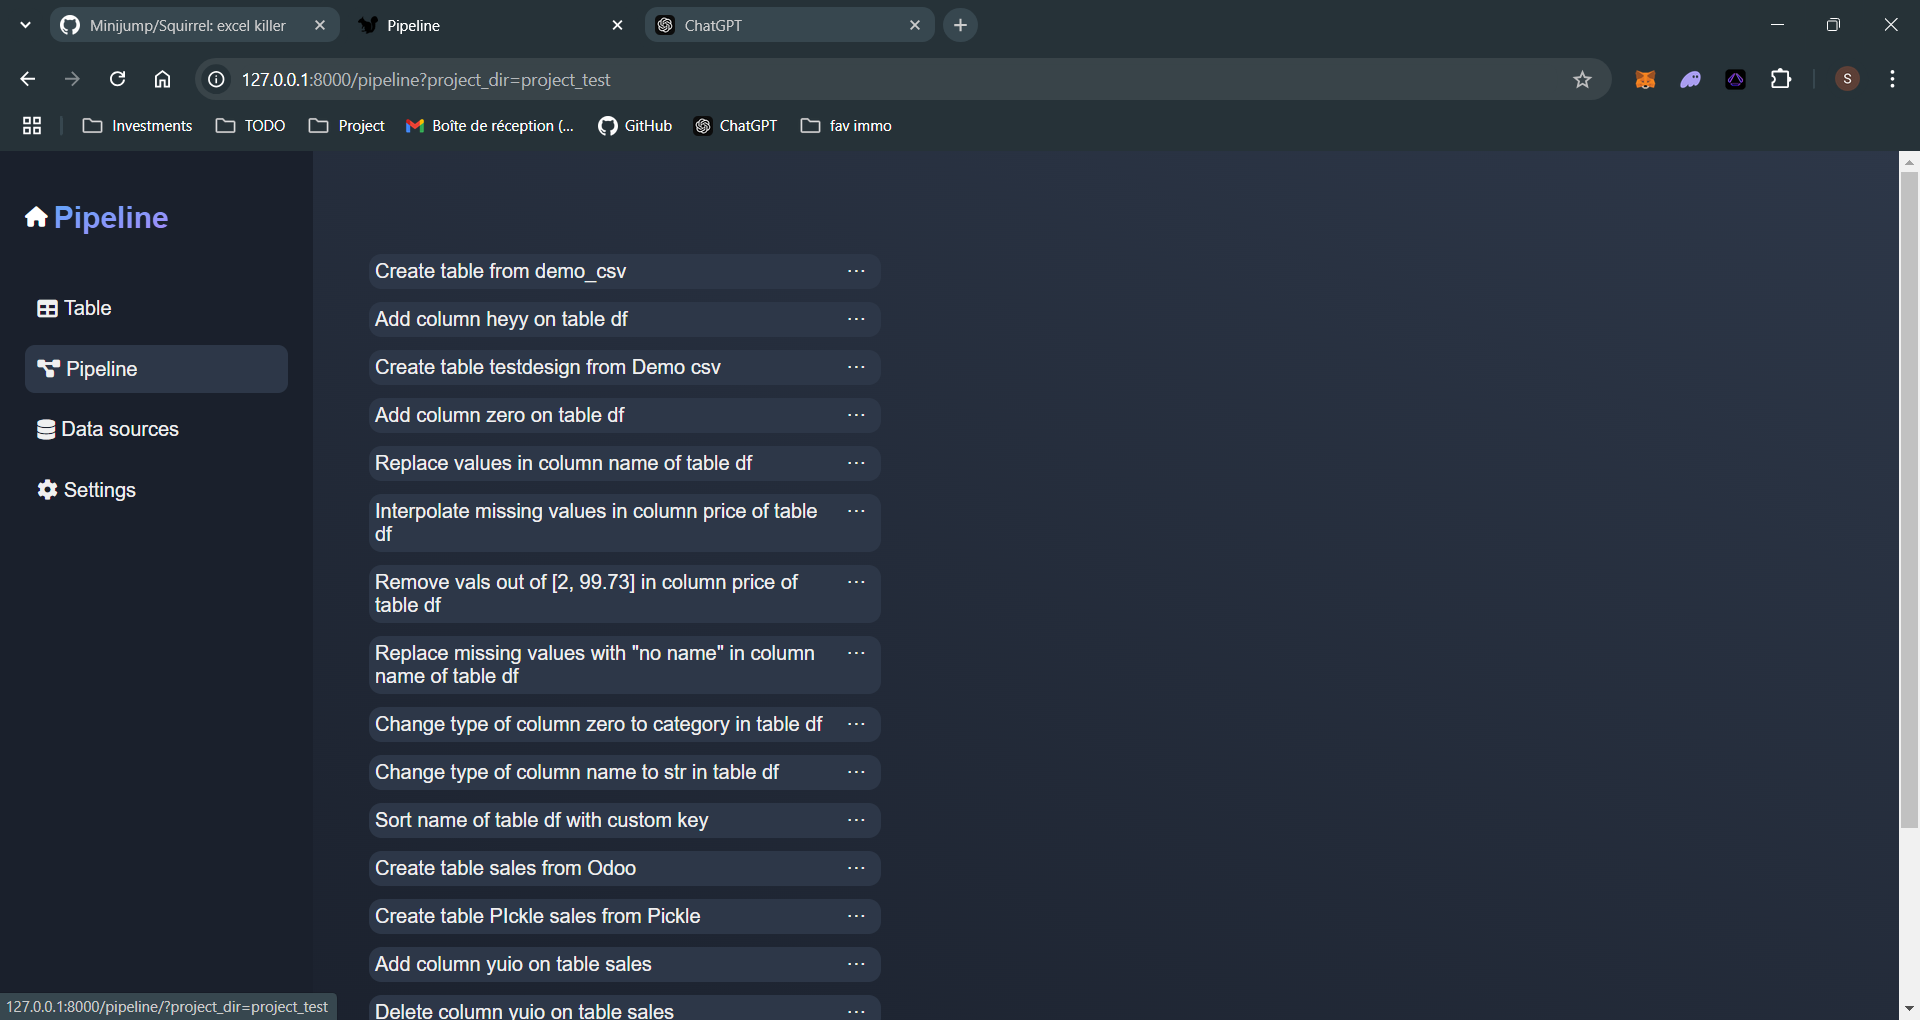 Minijump/Squirrel: excel killer
Pipeline
ChatGPT
127.0.0.1:8000/pipeline?project_dir=project_test
S
Investments
TODO
Project
Boîte de réception (...
GitHub
ChatGPT
fav immo
Pipeline
Table
Pipeline
Data sources
Settings
Create table from demo_csv
Add column heyy on table df
Create table testdesign from Demo csv
Add column zero on table df
Replace values in column name of table df
Interpolate missing values in column price of table
df
Remove vals out of [2, 99.73] in column price of
table df
Replace missing values with "no name" in column
name of table df
Change type of column zero to category in table df
Change type of column name to str in table df
Sort name of table df with custom key
Create table sales from Odoo
Create table PIckle sales from Pickle
Add column yuio on table sales
Delete column yuio on table sales
127.0.0.1:8000/pipeline/?project_dir=project_test